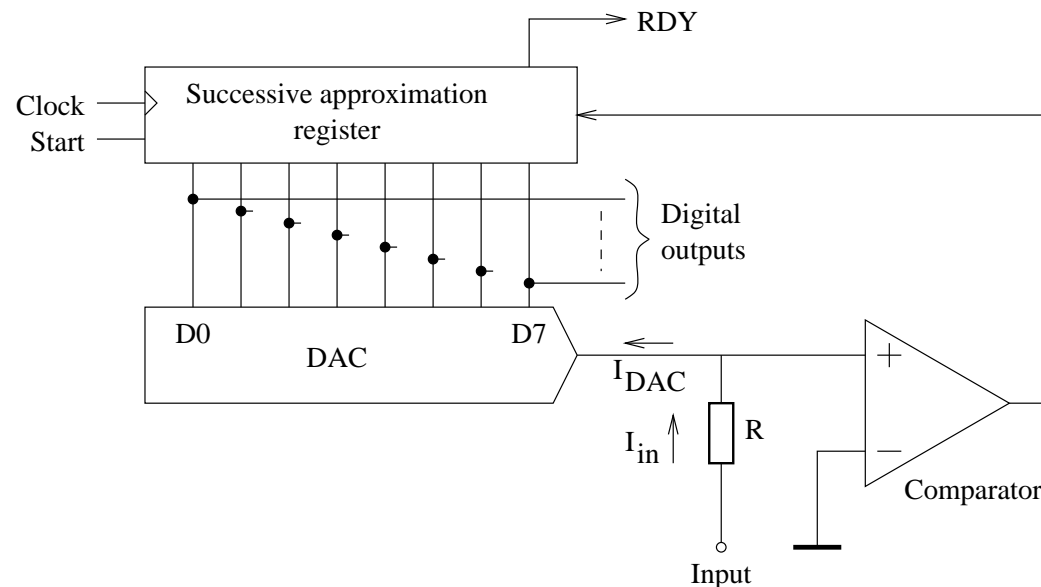 RDY
Successive approximation
register
Clock
Start
Digital
outputs
D0
D7
DAC
I DAC
+
I in
R
−
Comparator
Input